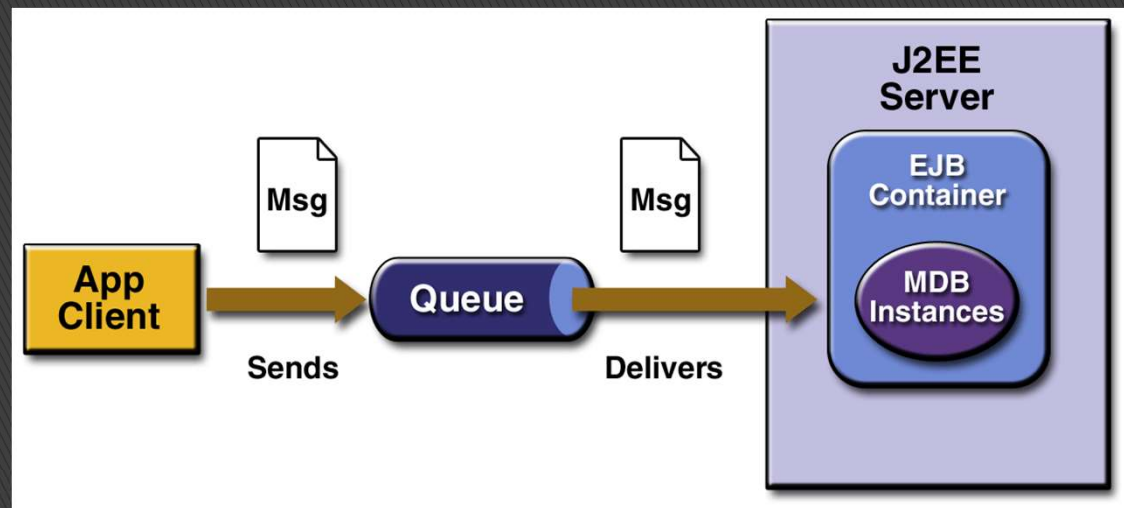 J2EE
Server
Msg
Msg
EJB
Container
App
Client
Queue
MDB
Instances
Sends
Delivers